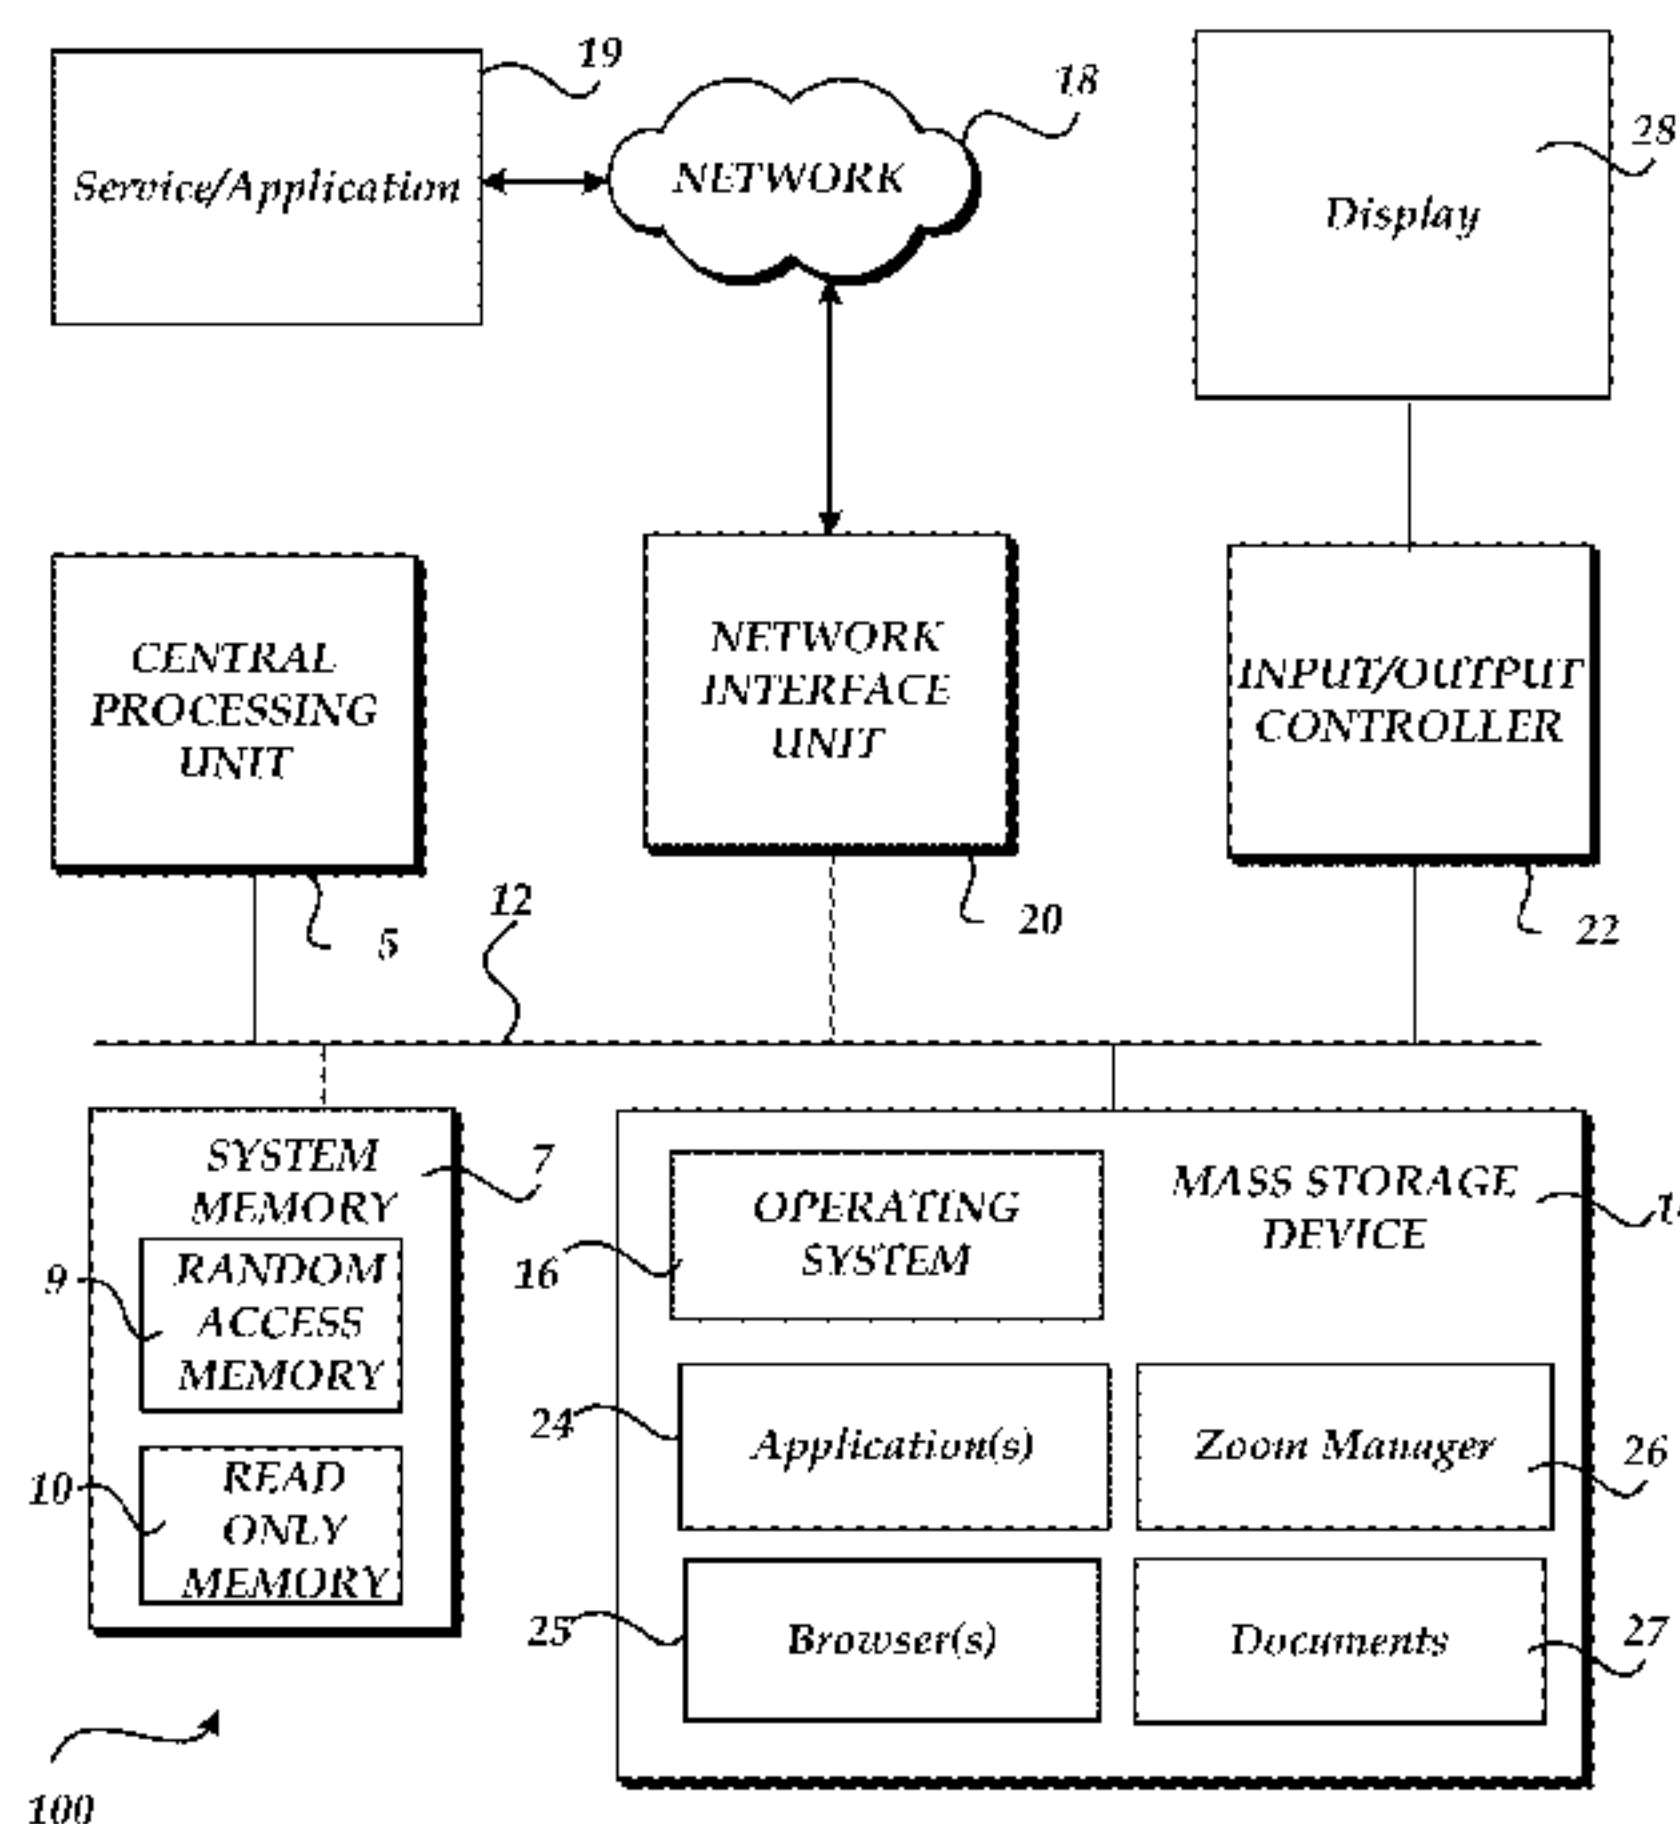 19
18
28
Service/Application
NETWORK
Display
CENTRAL
PROCESSING
UNIT
NETWORK
INTERFACE
UNIT
INPUT/OUTPUT
CONTROLLER
5
12
20
22
SYSTEM
MEMORY
7
RANDOM
ACCESS
MEMORY
9
READ
ONLY
MEMORY
10
OPERATING
SYSTEM
16
MASS STORAGE
DEVICE
24
Application(s)
Zoom Manager
26
25
Browser(s)
Documents
27
100